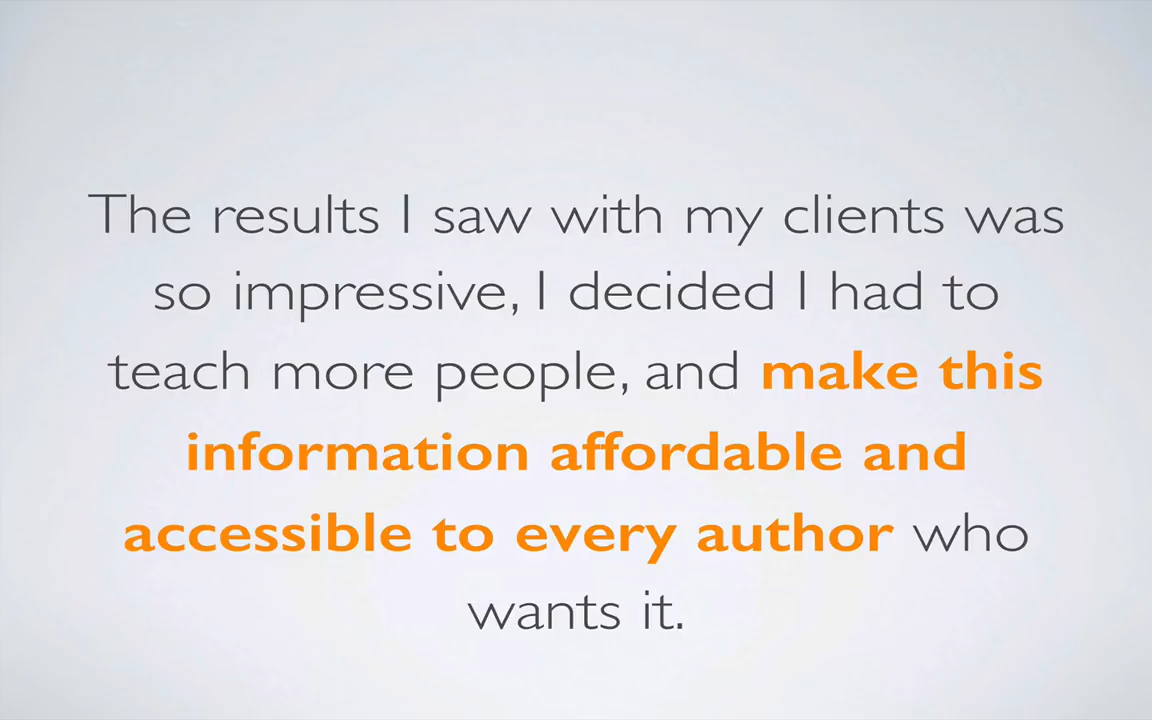 The results I saw with my clients was
so impressive, I decided I had to
teach more people, and make this
information affordable and
accessible to every author who
wants it.